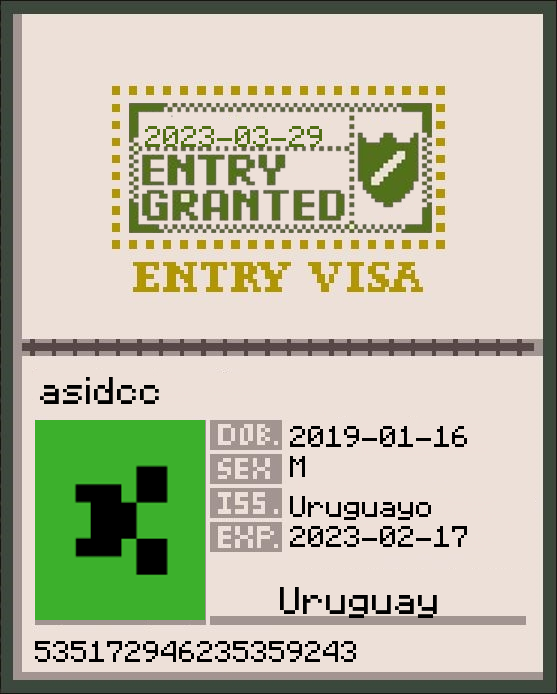 2023-03-29
ENTRY
GRANTED
ENTRY VISA
asidcc
DOB. 2019-01-16
SEX M
ISS. Uruguayo
EXP. 2023-02-17
Uruguay
535172946235359243